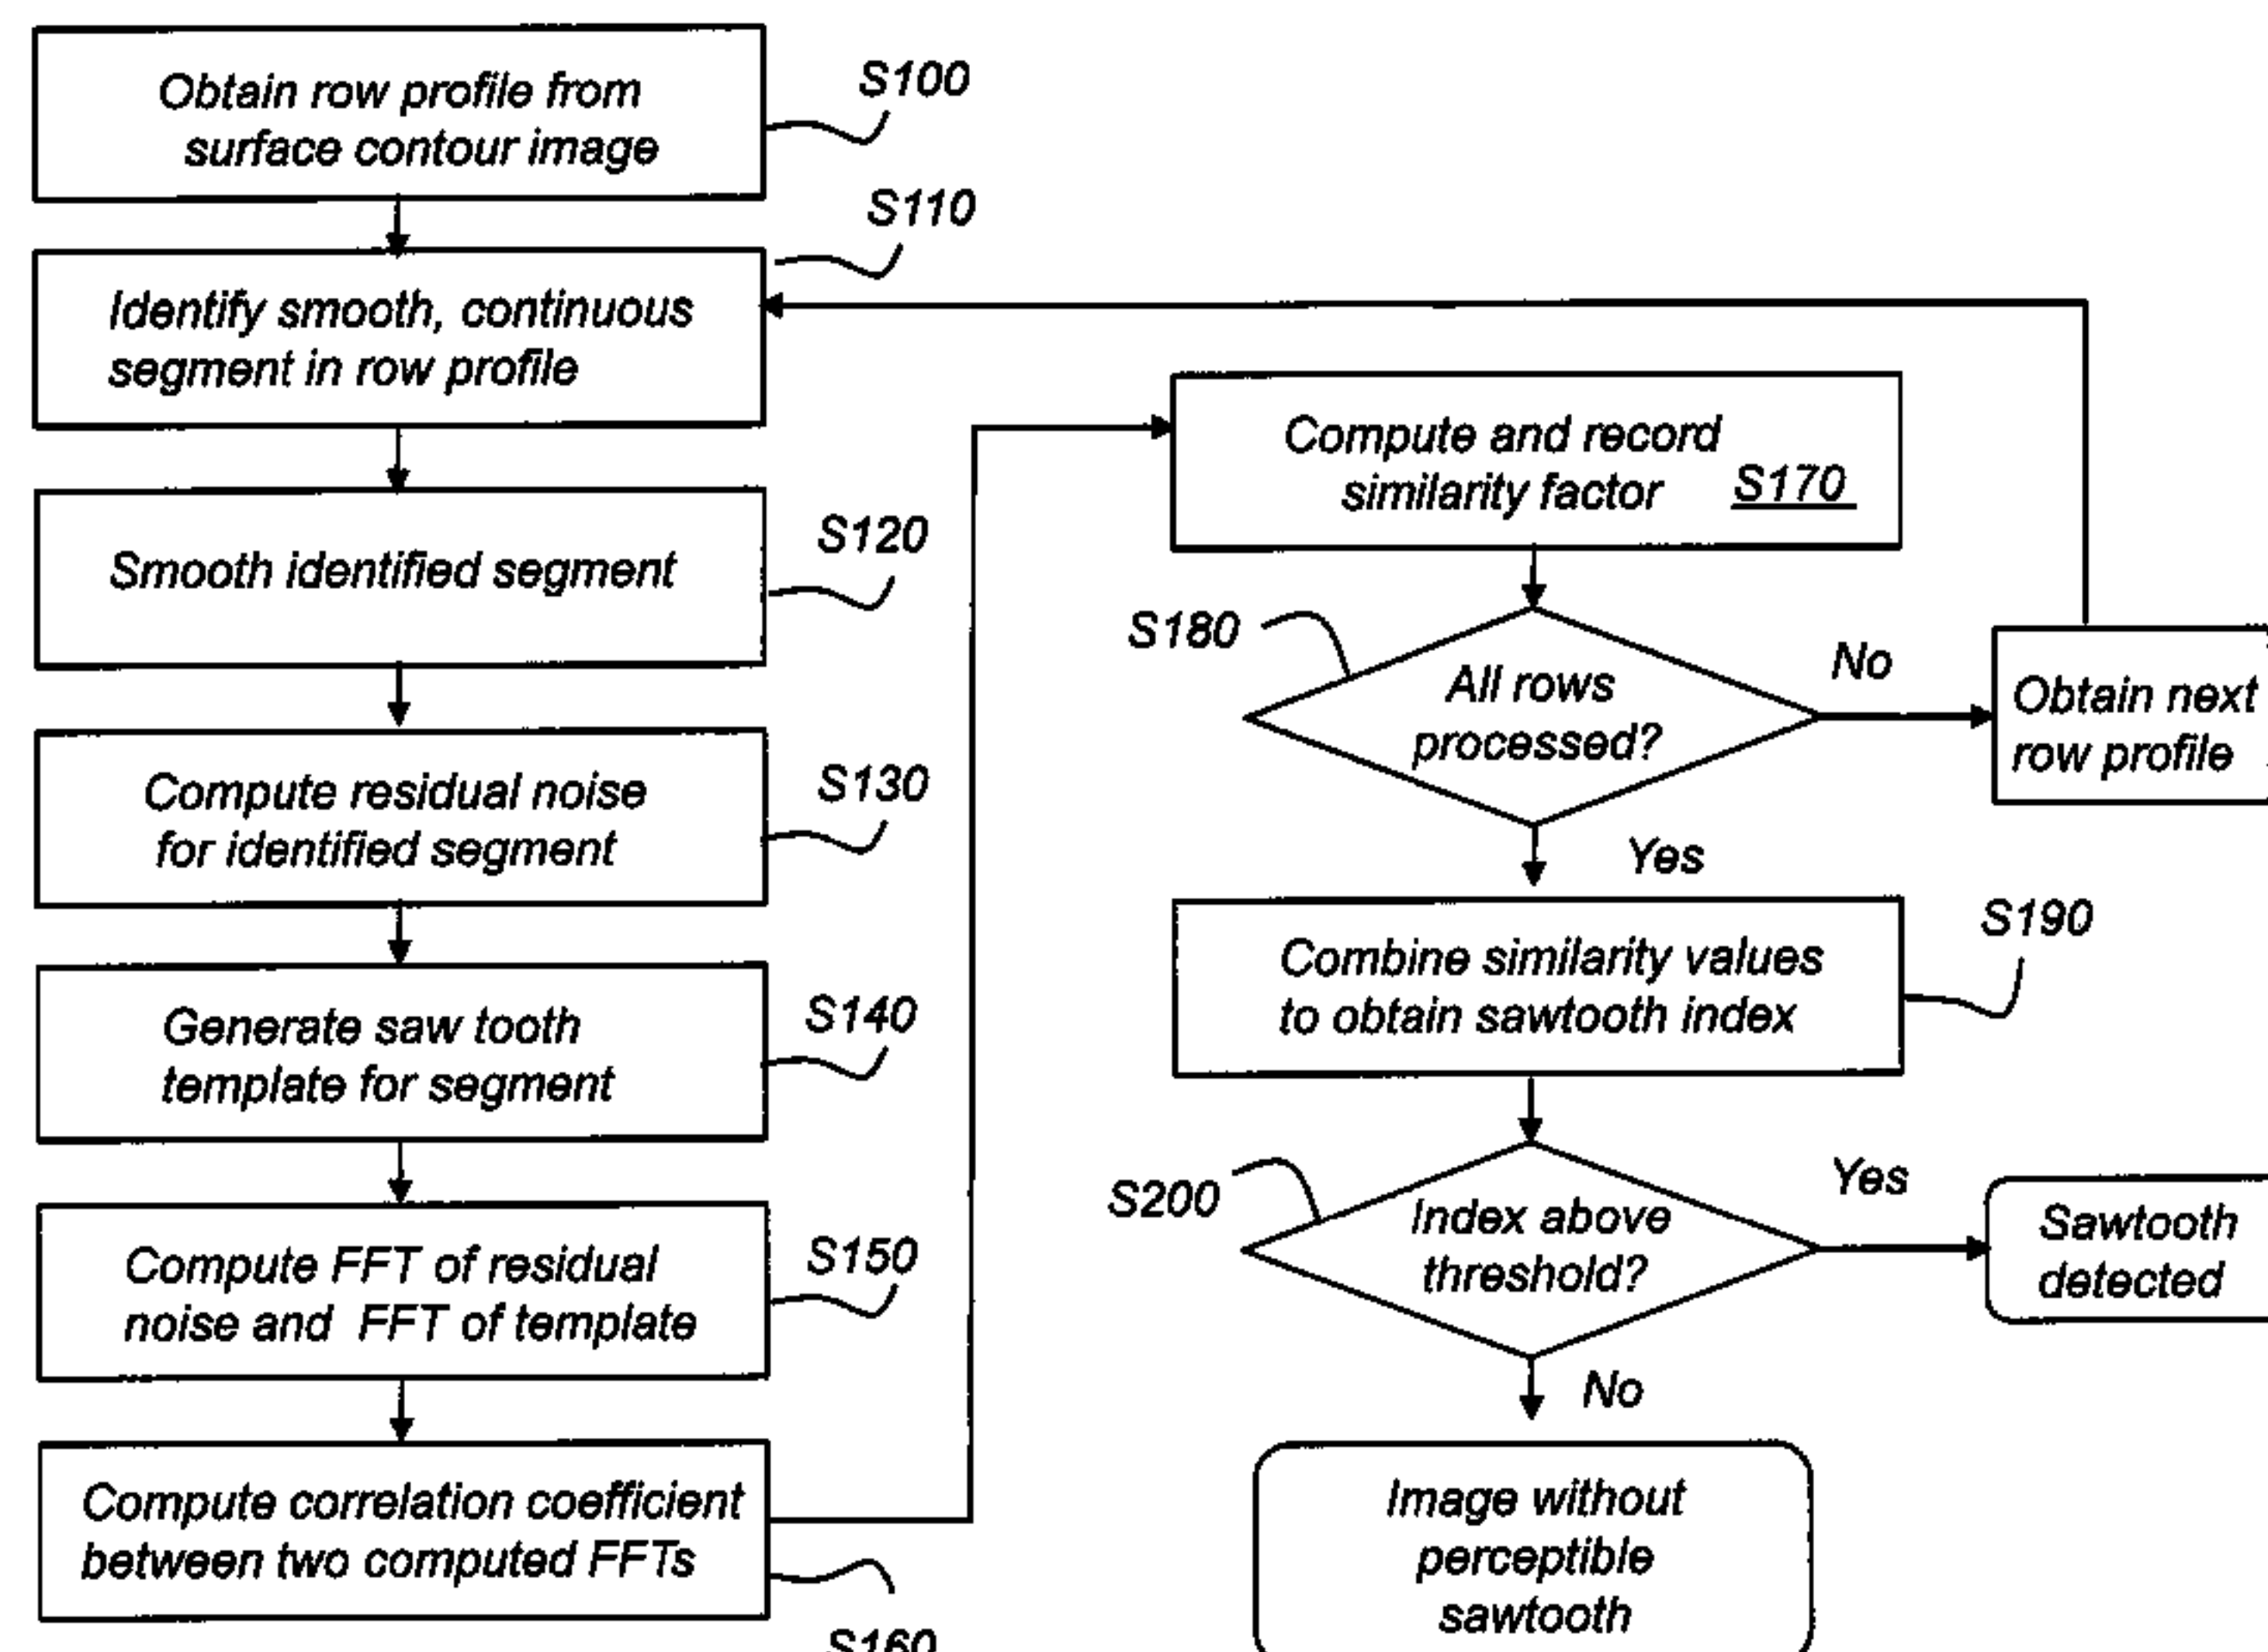 Obtain row profile from
surface contour image
S100
S110
Identify smooth, continuous
segment in row profile
S120
Smooth identified segment
Compute residual noise
for identified segment
S130
Generate saw tooth
template for segment
S140
Compute FFT of residual
noise and FFT of template
S150
Compute correlation coefficient
between two computed FFTs
S160
Compute and record
similarity factor
S170
S180
All rows
processed?
No
Obtain next
row profile
Yes
Combine similarity values
to obtain sawtooth index
S190
S200
Index above
threshold?
Yes
Sawtooth
detected
No
Image without
perceptible
sawtooth